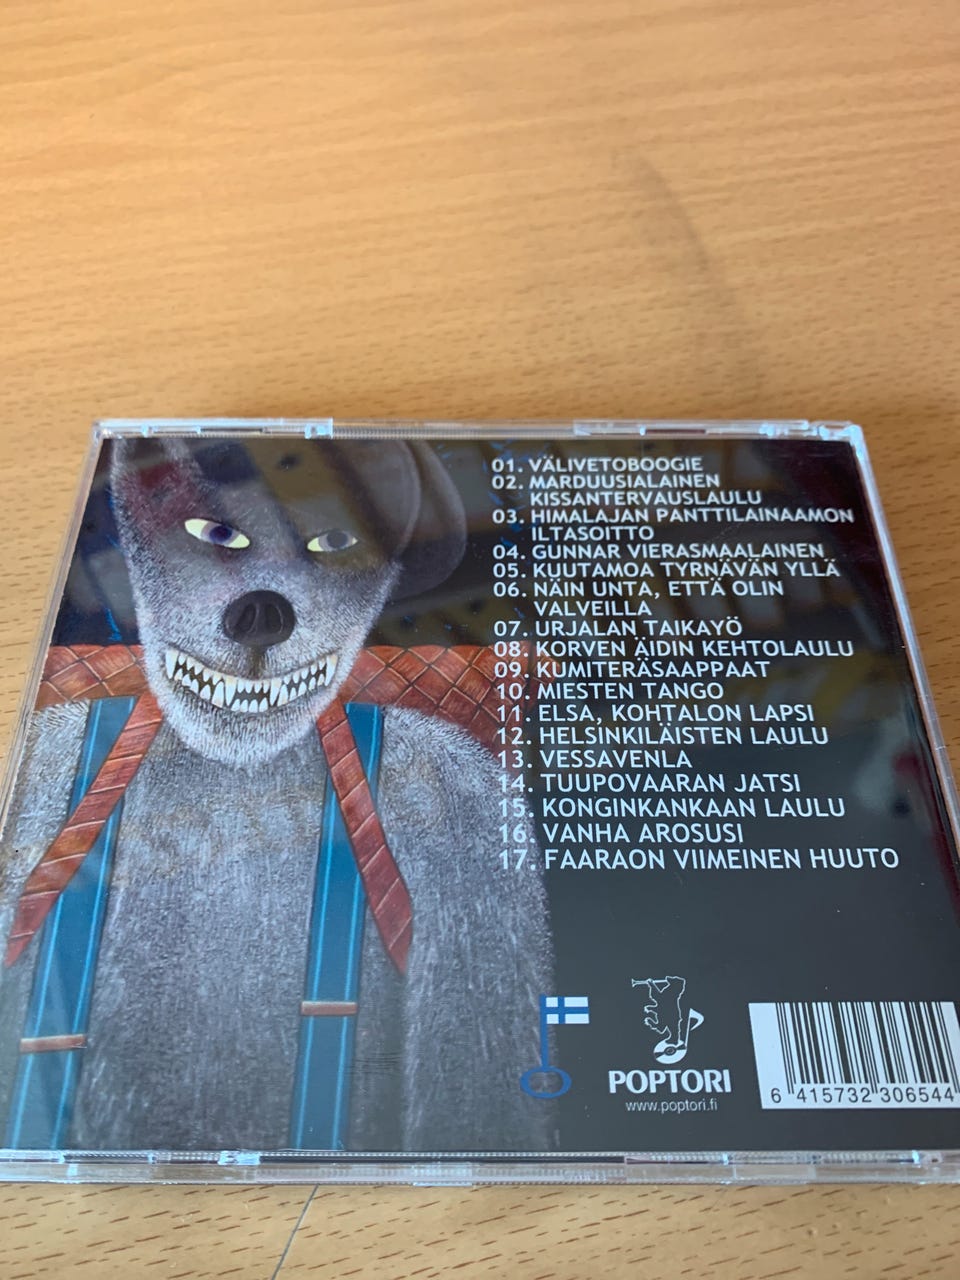 01. VÄLIVETOBOOGIE
02. MARDUUSIALAINEN
KISSANTERVAUSLAULU
03. HIMALAJAN PANTTILAINAAMON
ILTASOITTO
04. GUNNAR VIERASMAALAINEN
05. KUUTAMOA TYRNÄVÄN YLLÄ
06. NÄIN UNTA, ETTÄ OLIN
VALVEILLA
07. URJALAN TAIKAYÖ
08. KORVEN ÄIDIN KEHTOLAULU
09. KUMITERÄSAAPPAAT
10. MIESTEN TANGO
11. ELSA, KOHTALON LAPSI
12. HELSINKILÄISTEN LAULU
13. VESSAVENLA
14. TUUPOVAARAN JATSI
15. KONGINKANKAAN LAULU
16. VANHA AROSUSI
17. FAARAON VIIMEINEN HUUTO
POPTORI
www.poptori.fi
6 415732 306544